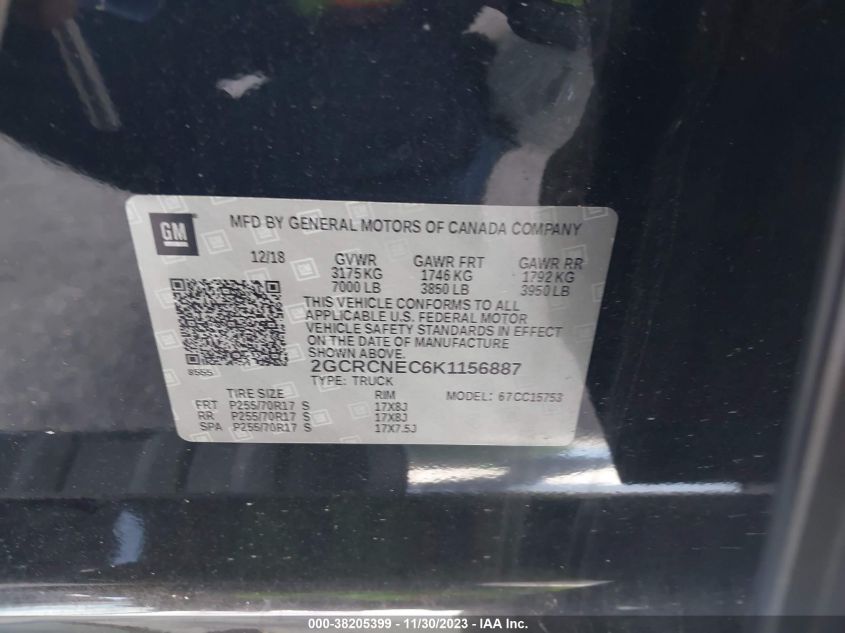 GM
MFD BY GENERAL MOTORS OF CANADA COMPANY
12/18 GVWR GAWR FRT GAWR RR
3175 KG 1746 KG 1792 KG
7000 LB 3850 LB 3950 LB
THIS VEHICLE CONFORMS TO ALL
APPLICABLE U.S. FEDERAL MOTOR
VEHICLE SAFETY STANDARDS IN EFFECT
ON THE DATE OF MANUFACTURE
SHOWN ABOVE.
8555
2GCRCNEC6K1156887
TYPE: TRUCK
TIRE SIZE RIM MODEL: 67CC15753
FRT P255/70R17 S 17X8J
RR P255/70R17 S 17X8J
SPA P255/70R17 S 17X7.5J
000-38205399 - 11/30/2023 - IAA Inc.